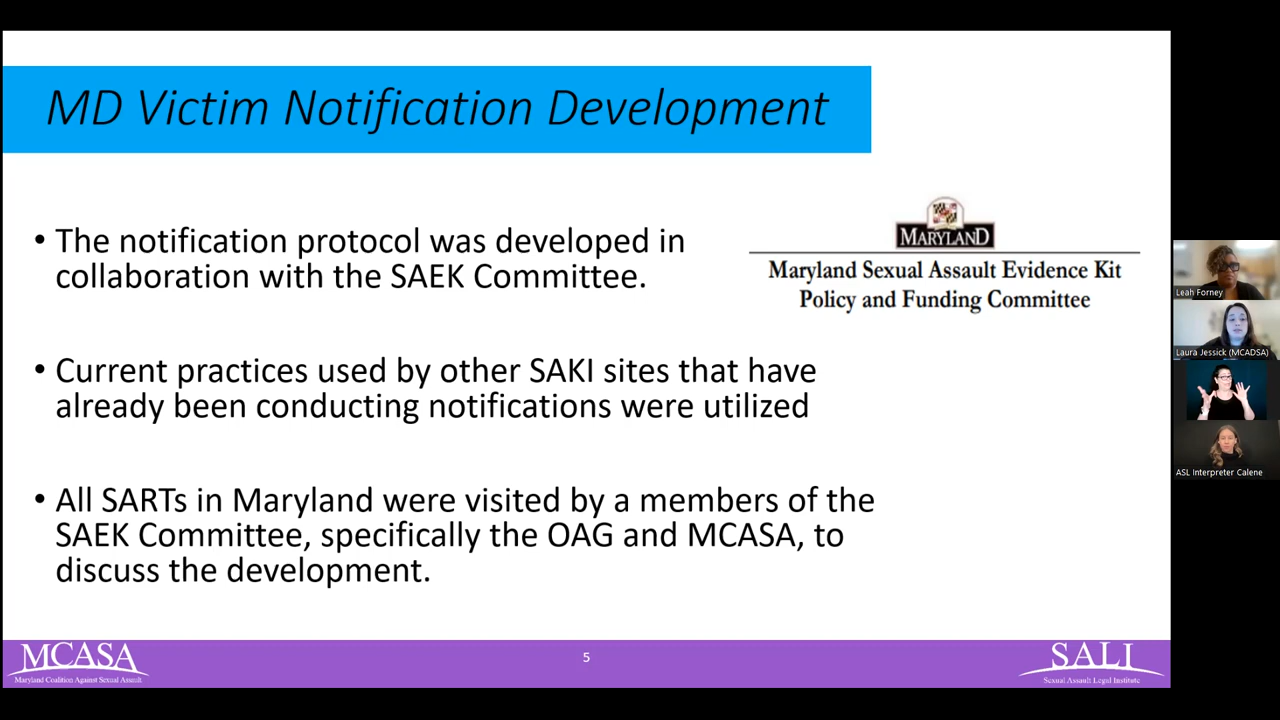 MD Victim Notification Development
• The notification protocol was developed in
collaboration with the SAEK Committee.
MARYLAND
Maryland Sexual Assault Evidence Kit
Policy and Funding Committee
• Current practices used by other SAKI sites that have
already been conducting notifications were utilized
• All SARTs in Maryland were visited by a members of the
SAEK Committee, specifically the OAG and MCASA, to
discuss the development.
MCASA
Maryland Coalition Against Sexual Assault
5
SALI
Sexual Assault Legal Institute
Leah Forney
Laura Jessick (MCADSA)
ASL Interpreter Calene